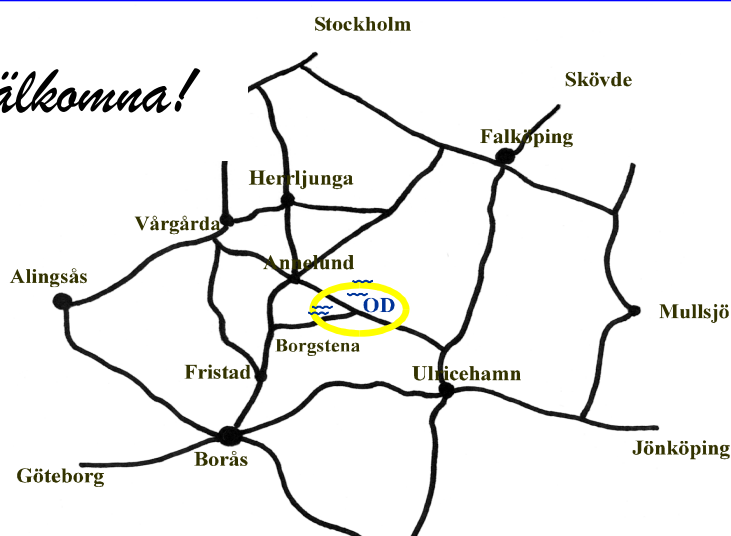 Stockholm
älkomna!
Skövde
Falköping
Herrljunga
Vårgårda
Annelund
Alingsås
OD
Mullsjö
Borgstena
Fristad
Ulricehamn
Jönköping
Borås
Göteborg